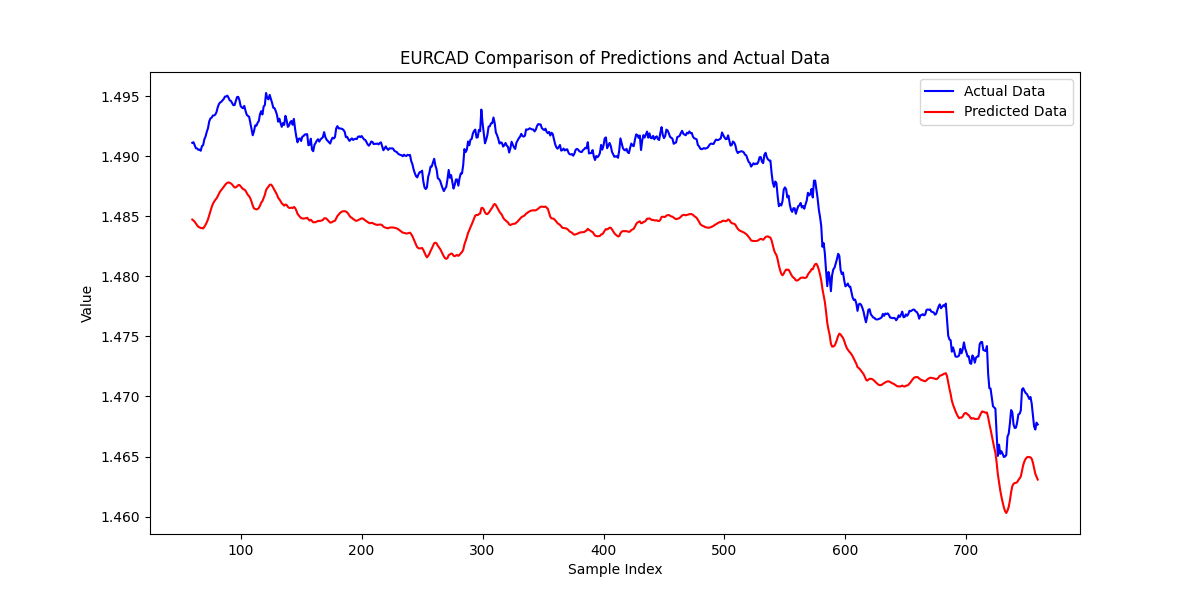 EURCAD Comparison of Predictions and Actual Data
Actual Data
Predicted Data
1.495
1.490
1.485
1.480
1.475
1.470
1.465
1.460
Value
100 200 300 400 500 600 700
Sample Index